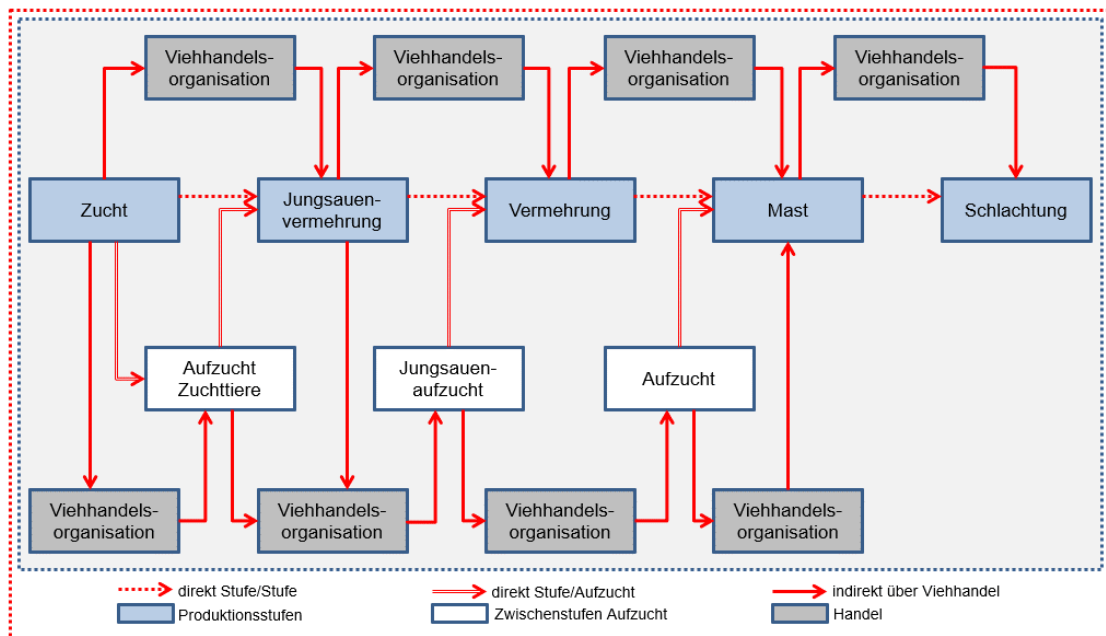 Viehhandels-
organisation
Viehhandels-
organisation
Viehhandels-
organisation
Viehhandels-
organisation
Zucht
Jungsauen-
vermehrung
Vermehrung
Mast
Schlachtung
Aufzucht
Zuchttiere
Jungsauen-
aufzucht
Aufzucht
Viehhandels-
organisation
Viehhandels-
organisation
Viehhandels-
organisation
Viehhandels-
organisation
direkt Stufe/Stufe
direkt Stufe/Aufzucht
indirekt über Viehhandel
Produktionsstufen
Zwischenstufen Aufzucht
Handel